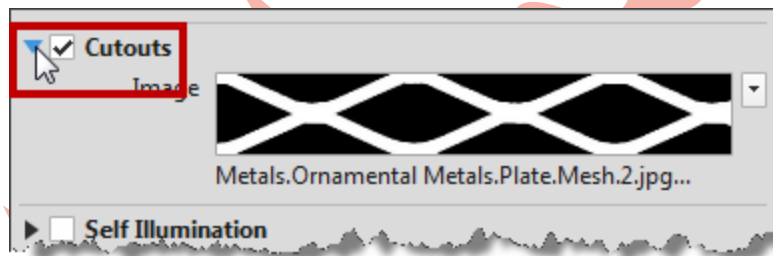 Cutouts
Image
Metals.Ornamental Metals.Plate.Mesh.2.jpg...
Self Illumination